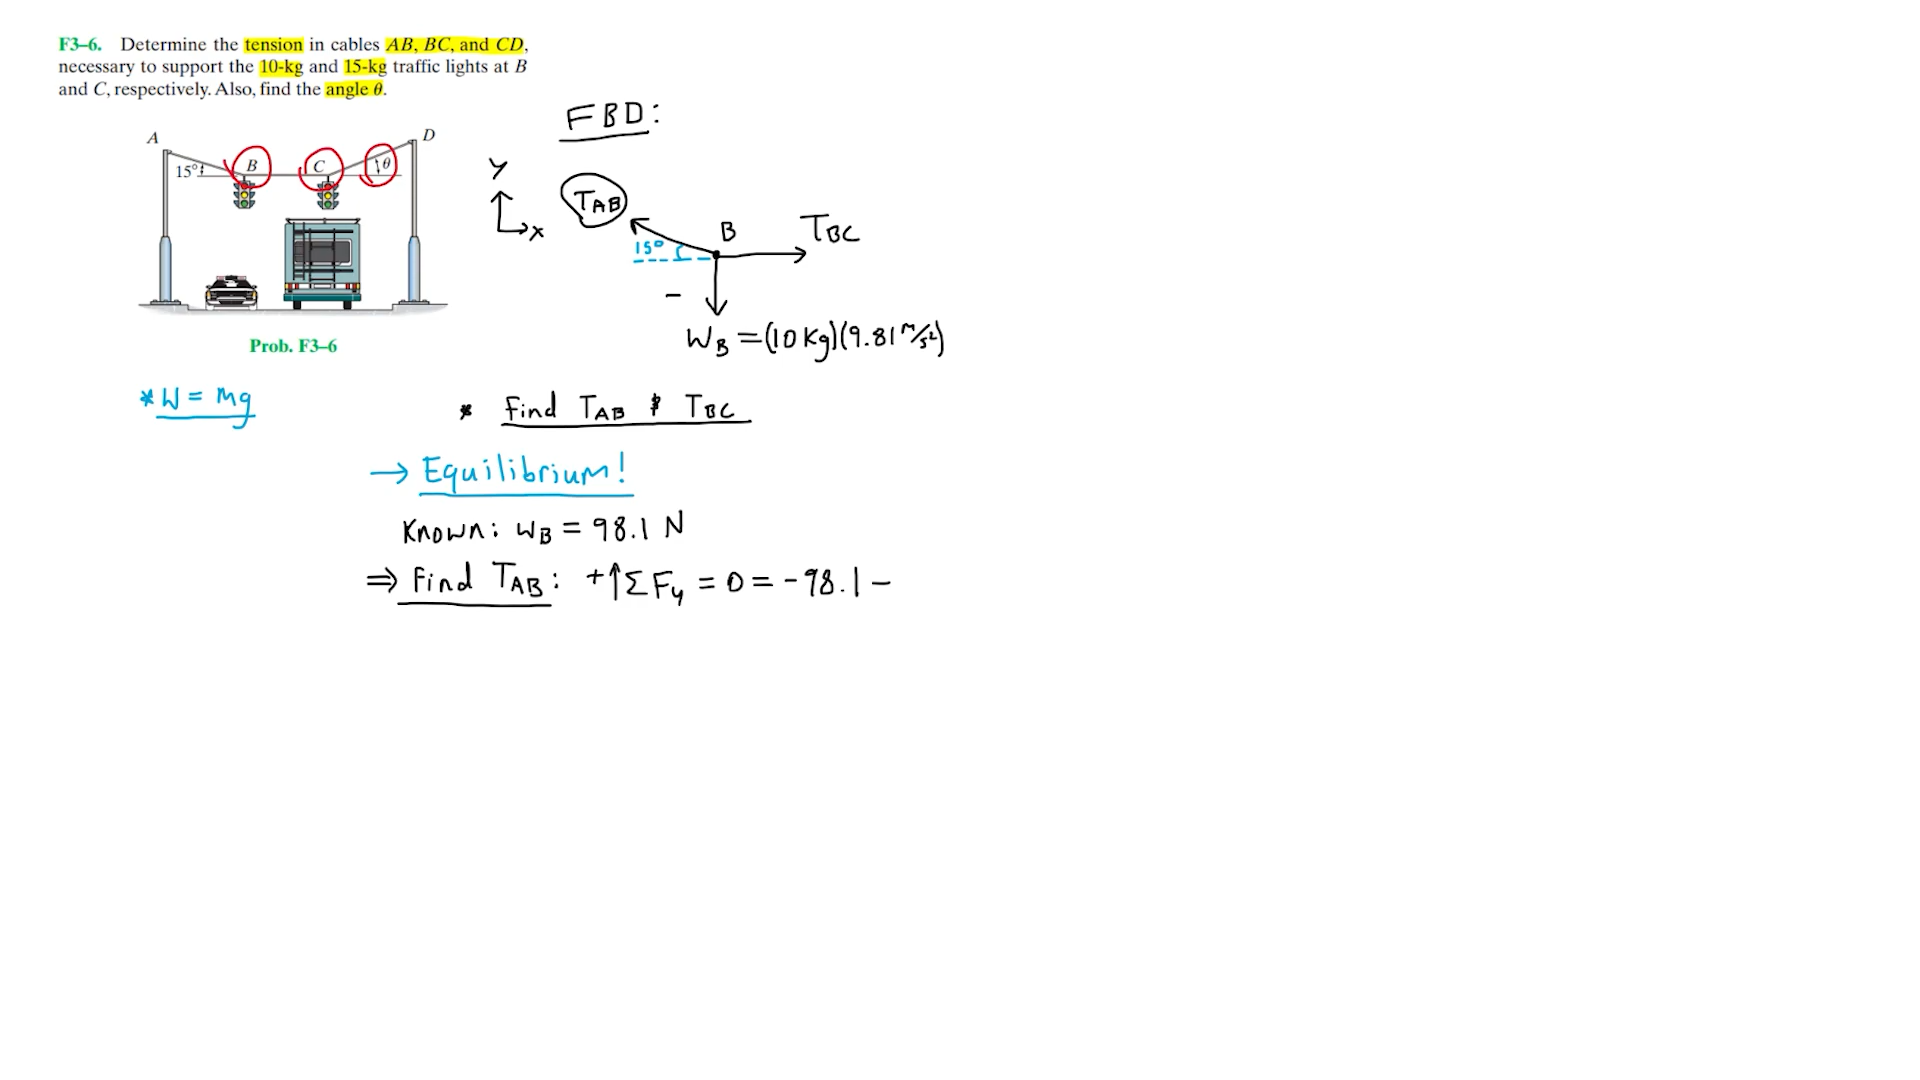 F3–6. Determine the tension in cables AB, BC, and CD,
necessary to support the 10-kg and 15-kg traffic lights at B
and C, respectively. Also, find the angle θ.
A
15°
B
C
θ
D
Prob. F3–6
FBD:
Y
x
TAB
15°
B
TBC
–
WB = (10 Kg)(9.81 m/s²)
* W = mg
* Find TAB & TBC
→ Equilibrium!
Known: WB = 98.1 N
⇒ Find TAB: +↑ΣFy = 0 = -98.1 –